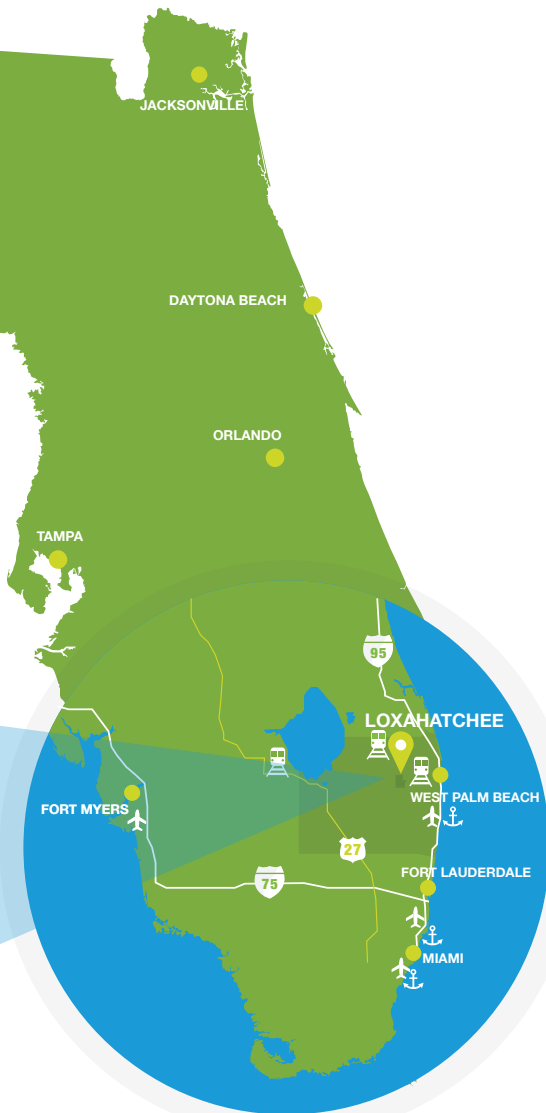 JACKSONVILLE
DAYTONA BEACH
ORLANDO
TAMPA
95
LOXAHATCHEE
WEST PALM BEACH
FORT MYERS
27
FORT LAUDERDALE
75
MIAMI